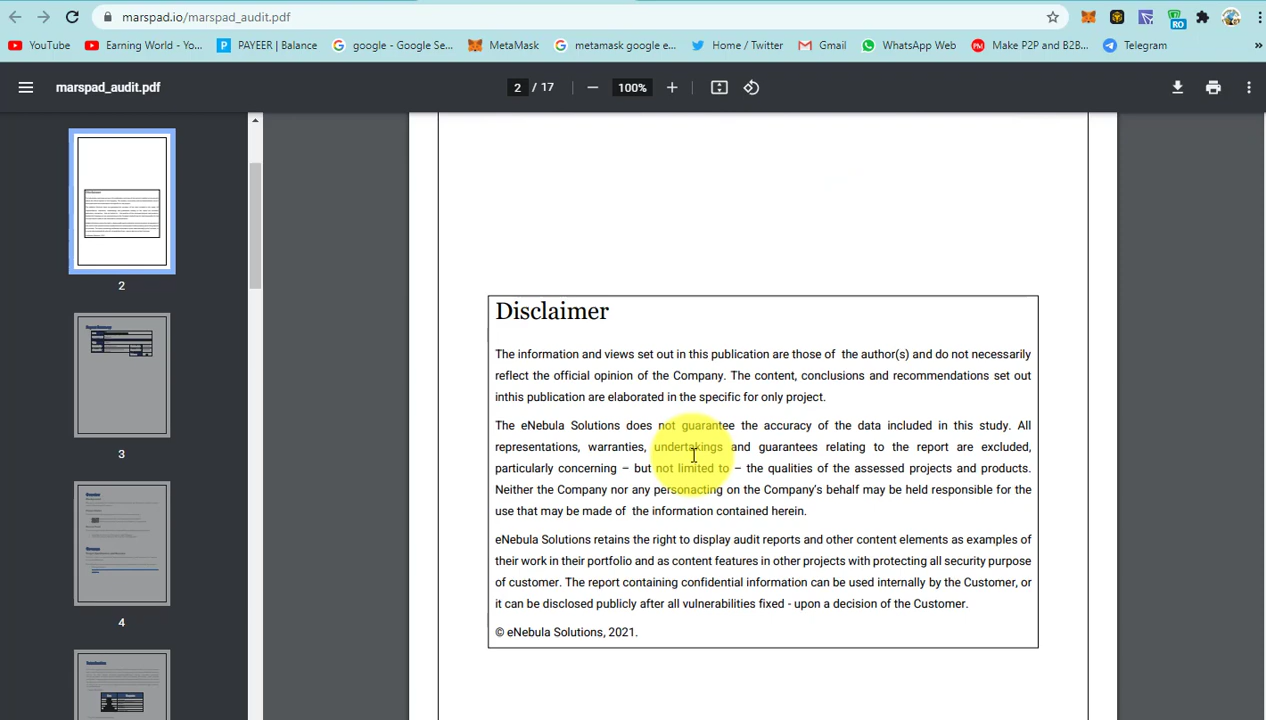 marspad.io/marspad_audit.pdf
RO
YouTube
Earning World - Yo...
PAYEER | Balance
google - Google Se...
MetaMask
metamask google e...
Home / Twitter
Gmail
WhatsApp Web
Make P2P and B2B...
Telegram
»
marspad_audit.pdf
2 / 17
100%
2
3
4
Disclaimer
The information and views set out in this publication are those of the author(s) and do not necessarily
reflect the official opinion of the Company. The content, conclusions and recommendations set out
inthis publication are elaborated in the specific for only project.
The eNebula Solutions does not guarantee the accuracy of the data included in this study. All
representations, warranties, undertakings and guarantees relating to the report are excluded,
particularly concerning – but not limited to – the qualities of the assessed projects and products.
Neither the Company nor any personacting on the Company's behalf may be held responsible for the
use that may be made of the information contained herein.
eNebula Solutions retains the right to display audit reports and other content elements as examples of
their work in their portfolio and as content features in other projects with protecting all security purpose
of customer. The report containing confidential information can be used internally by the Customer, or
it can be disclosed publicly after all vulnerabilities fixed - upon a decision of the Customer.
© eNebula Solutions, 2021.